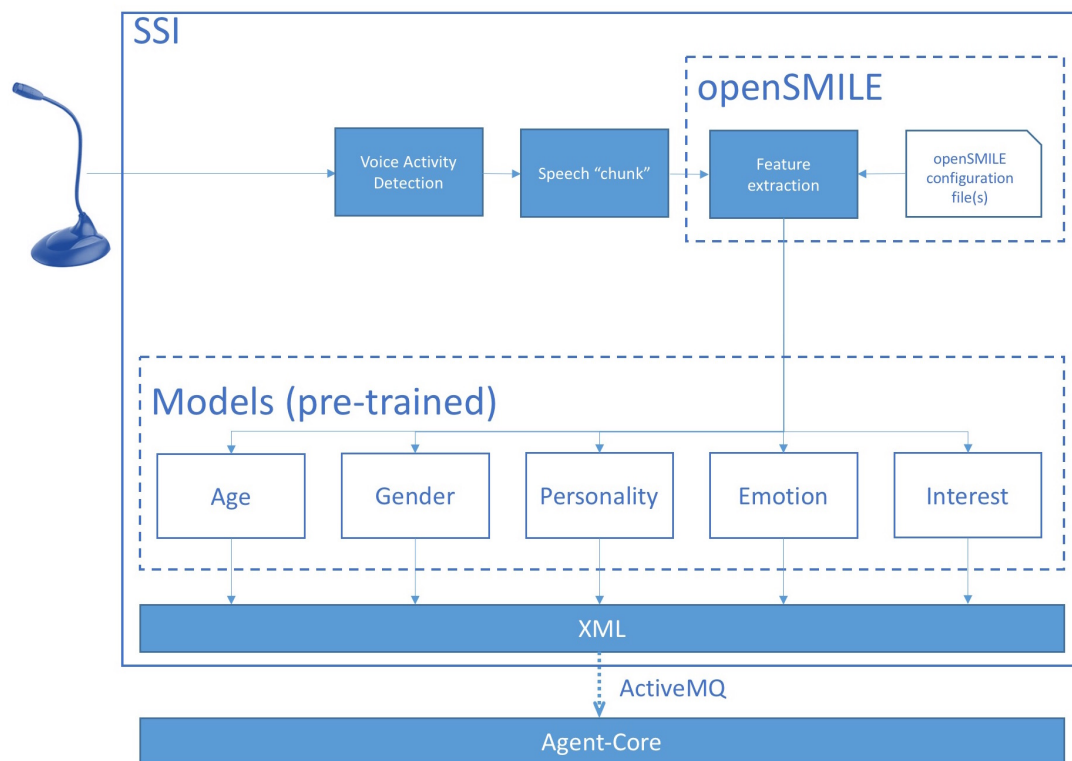 SSI
openSMILE
Voice Activity
Detection
Speech “chunk”
Feature
extraction
openSMILE
configuration
file(s)
Models (pre-trained)
Age
Gender
Personality
Emotion
Interest
XML
ActiveMQ
Agent-Core